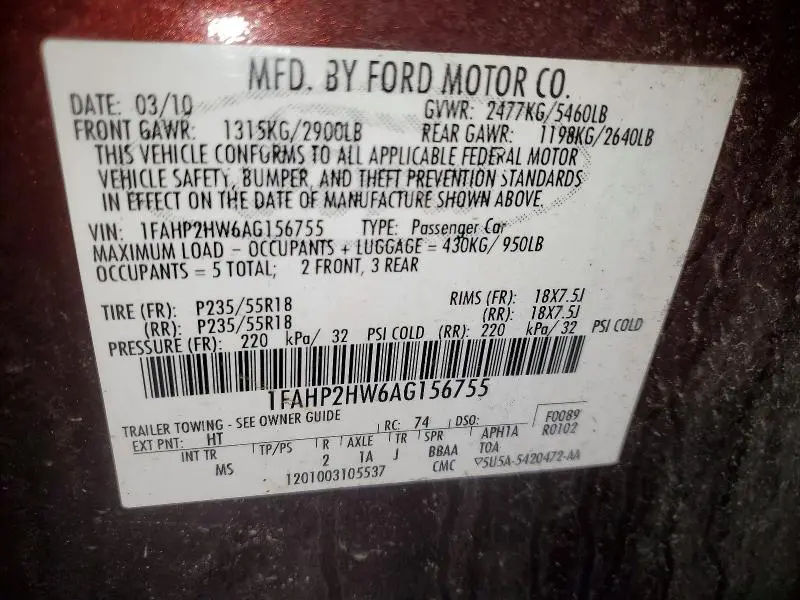 MFD. BY FORD MOTOR CO.
DATE: 03/10 GVWR: 2477KG/5460LB
FRONT GAWR: 1315KG/2900LB REAR GAWR: 1198KG/2640LB
THIS VEHICLE CONFORMS TO ALL APPLICABLE FEDERAL MOTOR
VEHICLE SAFETY, BUMPER, AND THEFT PREVENTION STANDARDS
IN EFFECT ON THE DATE OF MANUFACTURE SHOWN ABOVE.
VIN: 1FAHP2HW6AG156755 TYPE: Passenger Car
MAXIMUM LOAD - OCCUPANTS + LUGGAGE = 430KG/ 950LB
OCCUPANTS = 5 TOTAL; 2 FRONT, 3 REAR
TIRE (FR): P235/55R18 RIMS (FR): 18X7.5J
(RR): P235/55R18 (RR): 18X7.5J
PRESSURE (FR): 220 kPa/ 32 PSI COLD (RR): 220 kPa/ 32 PSI COLD
1FAHP2HW6AG156755
TRAILER TOWING - SEE OWNER GUIDE RC: 74 DSO: F0089
EXT PNT: HT APH1A R0102
INT TR TP/PS R AXLE TR SPR TOA
MS 2 1A J BBAA
1201003105537 CMC ▽5U5A-5420472-AA